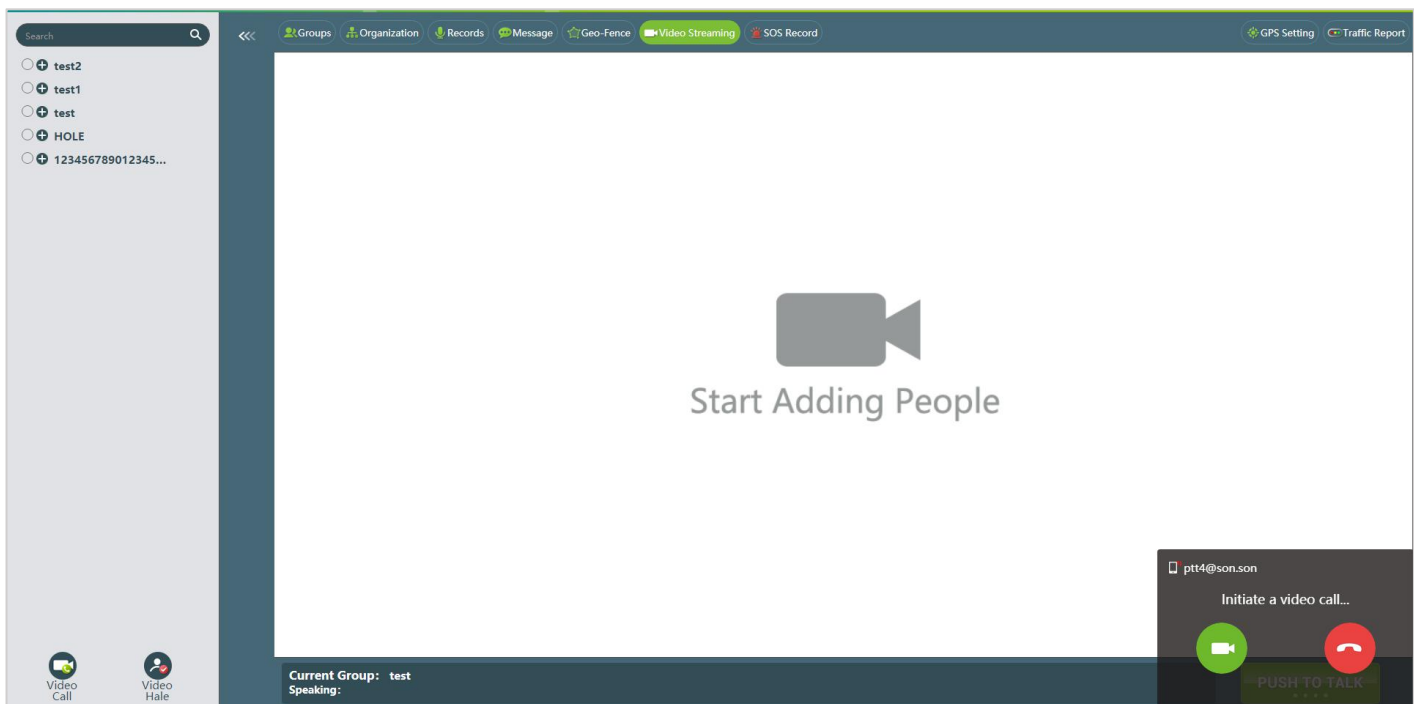 Search
Groups Organization Records Message Geo-Fence Video Streaming SOS Record GPS Setting Traffic Report
test2
test1
test
HOLE
123456789012345...
Start Adding People
ptt4@son.son
Initiate a video call...
Video Call
Video Hale
Current Group: test
Speaking:
PUSH TO TALK